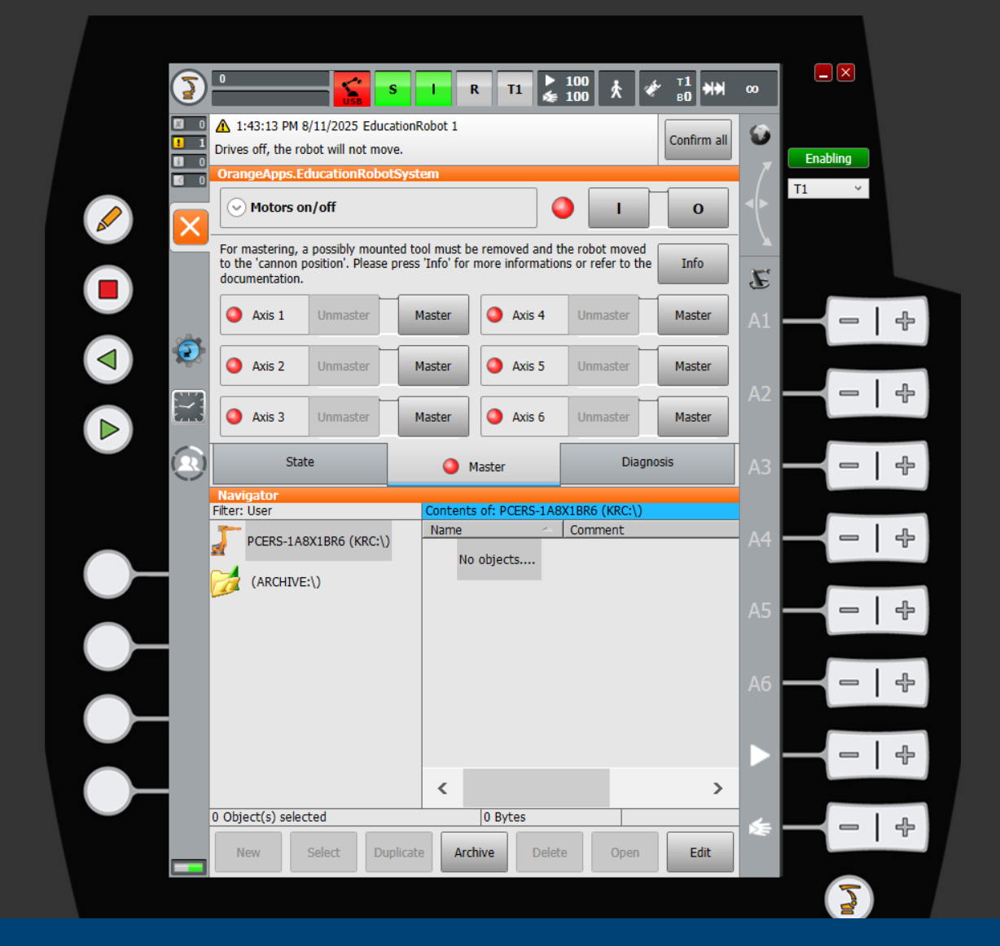 0
USB
S
I
R
T1
100
100
T1
B0
∞
0
1
0
0
1:43:13 PM 8/11/2025 EducationRobot 1
Drives off, the robot will not move.
Confirm all
Enabling
T1
OrangeApps.EducationRobotSystem
Motors on/off
I
O
For mastering, a possibly mounted tool must be removed and the robot moved
to the 'cannon position'. Please press 'Info' for more informations or refer to the
documentation.
Info
Axis 1 Unmaster Master
Axis 4 Unmaster Master
Axis 2 Unmaster Master
Axis 5 Unmaster Master
Axis 3 Unmaster Master
Axis 6 Unmaster Master
State
Master
Diagnosis
Navigator
Filter: User
Contents of: PCERS-1A8X1BR6 (KRC:\)
Name
Comment
PCERS-1A8X1BR6 (KRC:\)
(ARCHIVE:\)
No objects....
0 Object(s) selected
0 Bytes
New
Select
Duplicate
Archive
Delete
Open
Edit
A1
A2
A3
A4
A5
A6